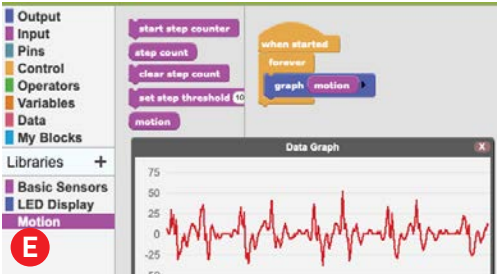 Output
Input
Pins
Control
Operators
Variables
Data
My Blocks
Libraries +
Basic Sensors
LED Display
Motion
E
start step counter
step count
clear step count
set step threshold 10
motion
when started
forever
graph motion
Data Graph X
75
50
25
0
-25
-50